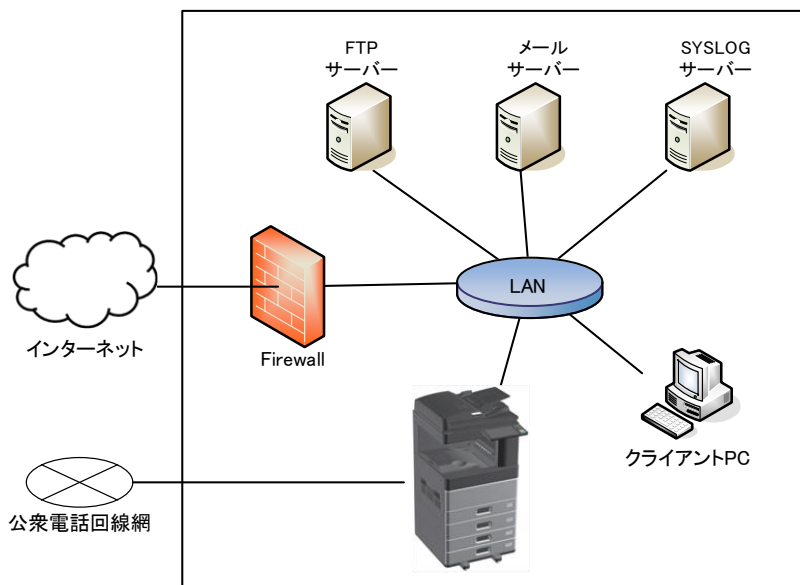 FTP
サーバー
メール
サーバー
SYSLOG
サーバー
LAN
インターネット
Firewall
クライアントPC
公衆電話回線網